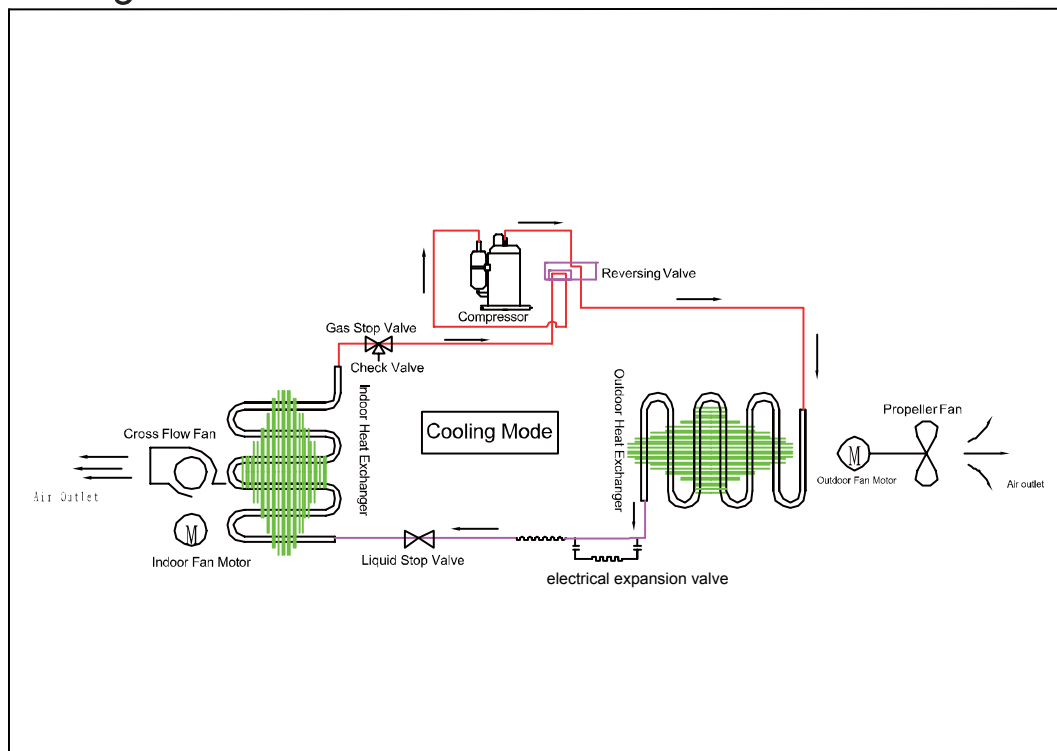 Reversing Valve
Compressor
Gas Stop Valve
Check Valve
Indoor Heat Exchanger
Outdoor Heat Exchanger
Cooling Mode
Propeller Fan
Cross Flow Fan
M
Outdoor Fan Motor
Air outlet
Air Outlet
M
Indoor Fan Motor
Liquid Stop Valve
electrical expansion valve